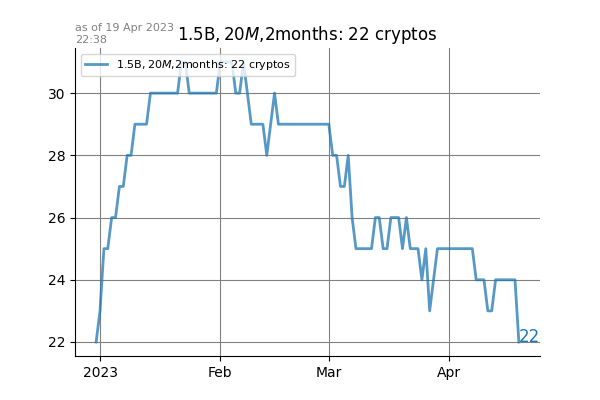 as of 19 Apr 2023
22:38
1.5B, 20M,2months: 22 cryptos
1.5B, 20M,2months: 22 cryptos
30
28
26
24
22
22
2023
Feb
Mar
Apr